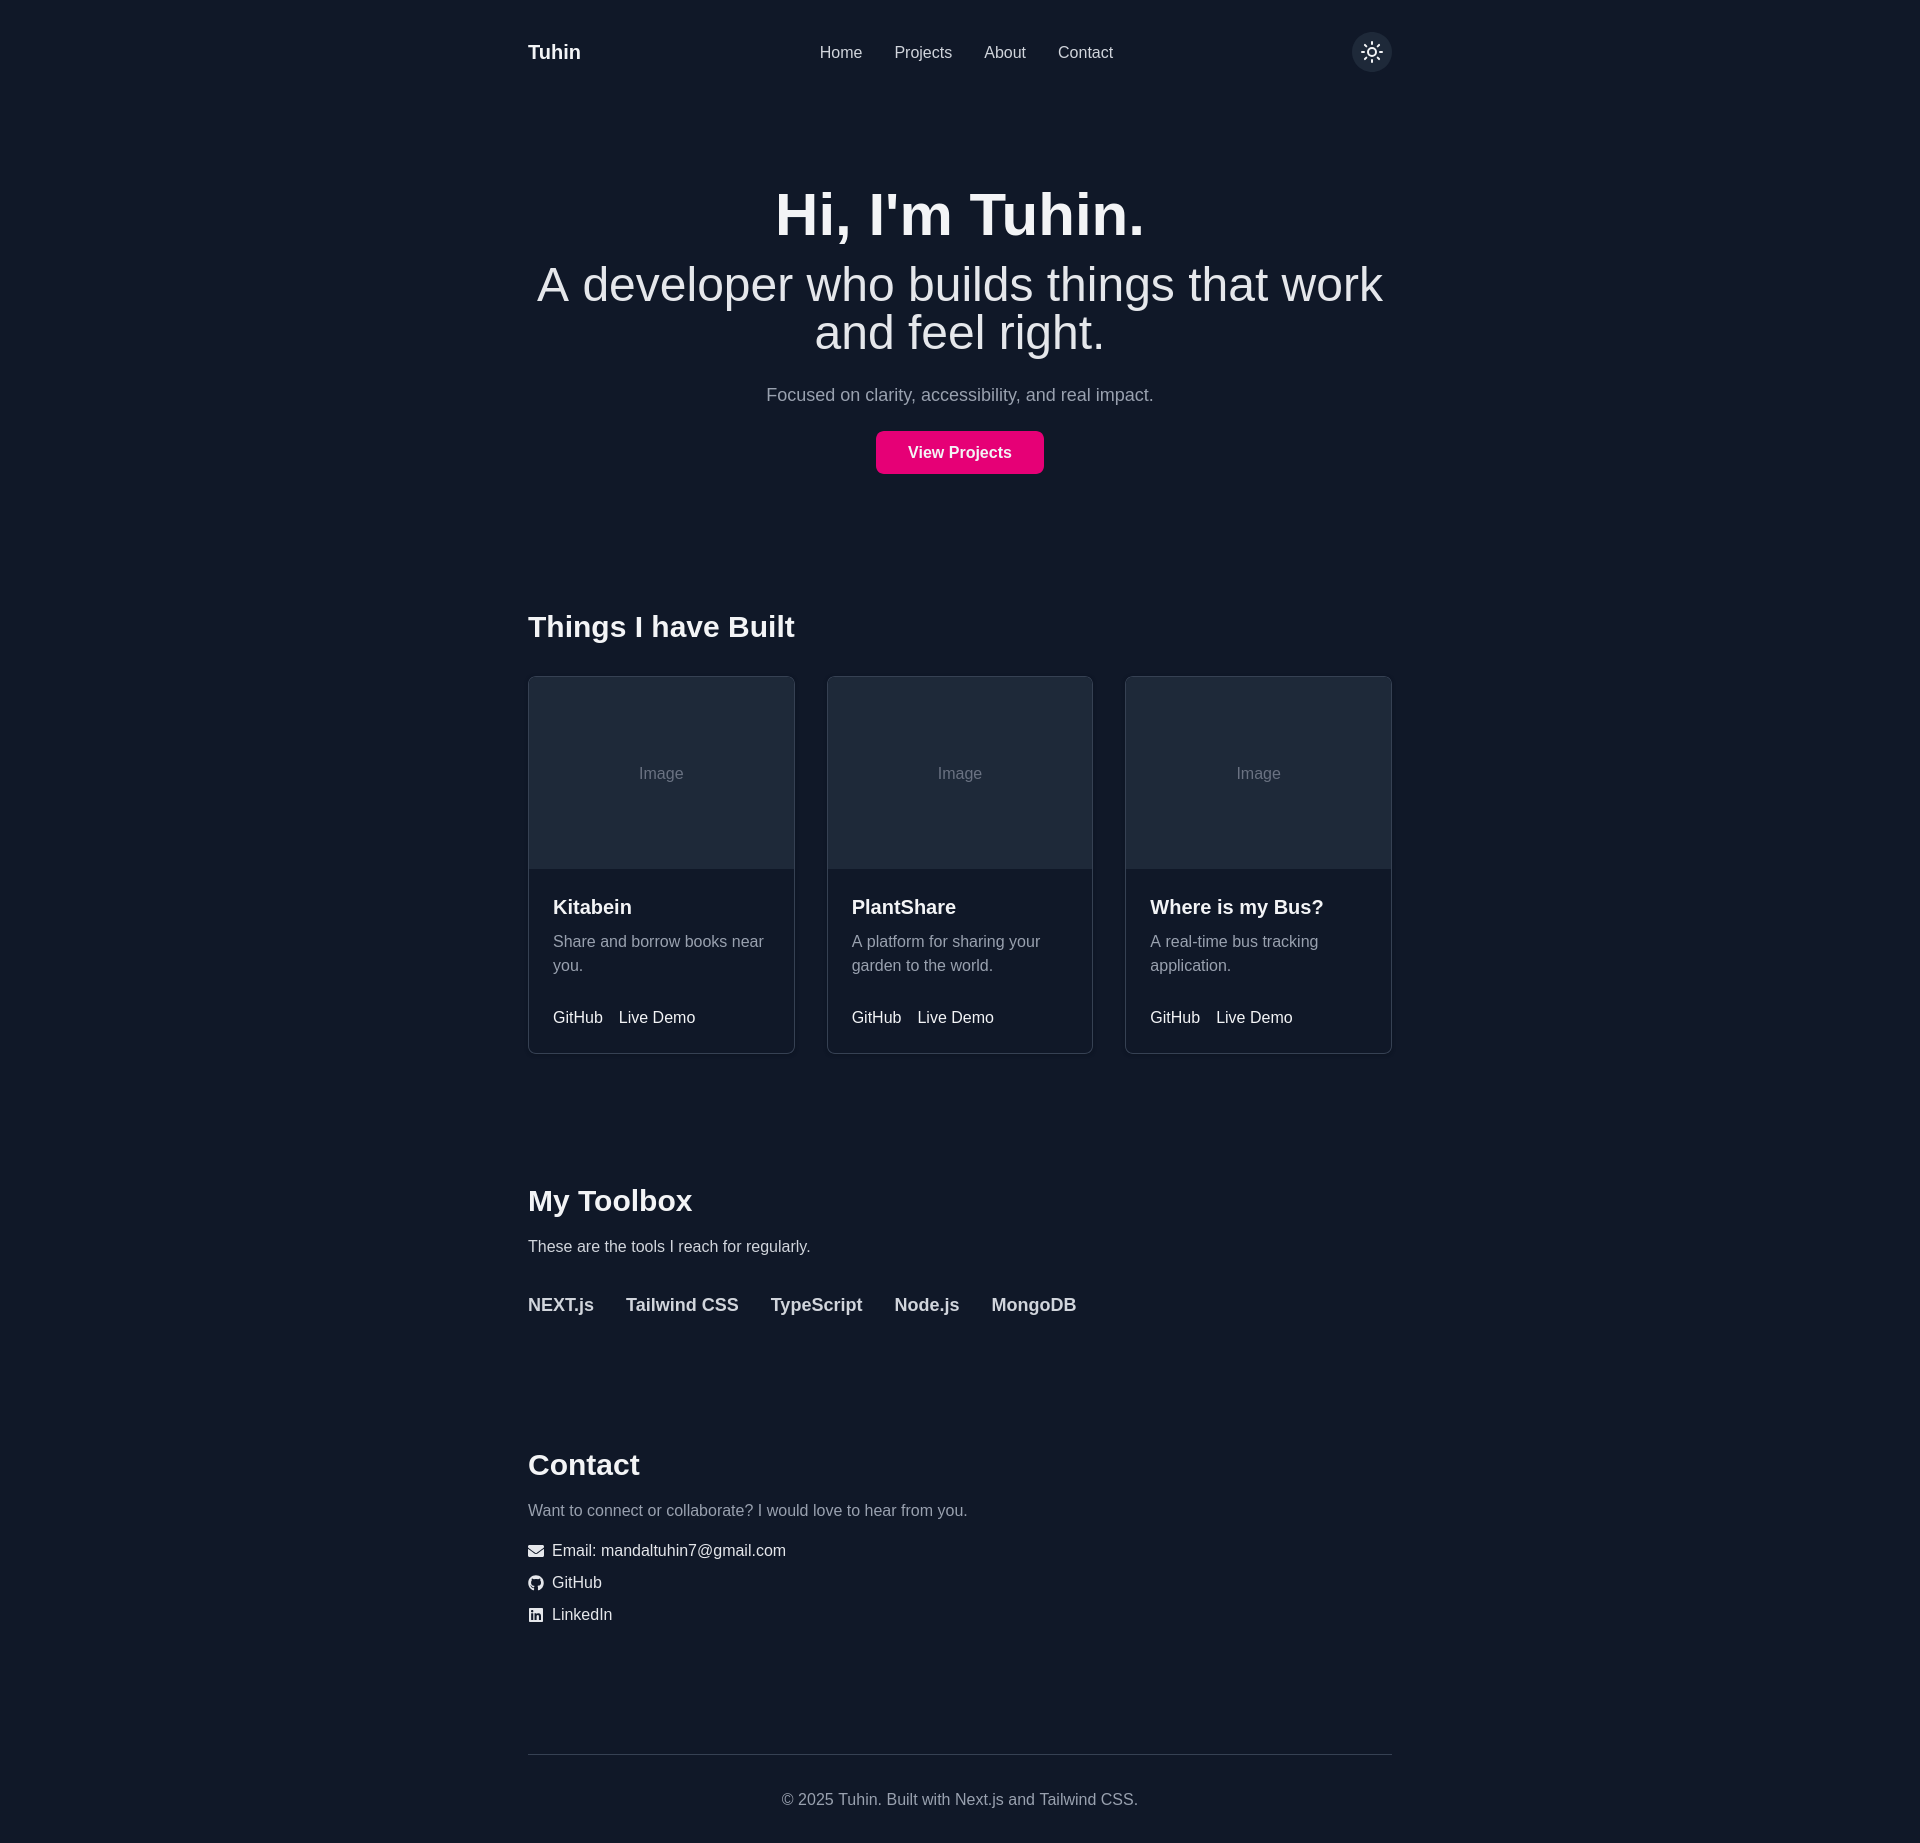 Tuhin
Home Projects About Contact
Hi, I'm Tuhin.
A developer who builds things that work
and feel right.
Focused on clarity, accessibility, and real impact.
View Projects
Things I have Built
Image Image Image
Kitabein
Share and borrow books near
you.
GitHub Live Demo
PlantShare
A platform for sharing your
garden to the world.
GitHub Live Demo
Where is my Bus?
A real-time bus tracking
application.
GitHub Live Demo
My Toolbox
These are the tools I reach for regularly.
NEXT.js Tailwind CSS TypeScript Node.js MongoDB
Contact
Want to connect or collaborate? I would love to hear from you.
Email: mandaltuhin7@gmail.com
GitHub
LinkedIn
© 2025 Tuhin. Built with Next.js and Tailwind CSS.